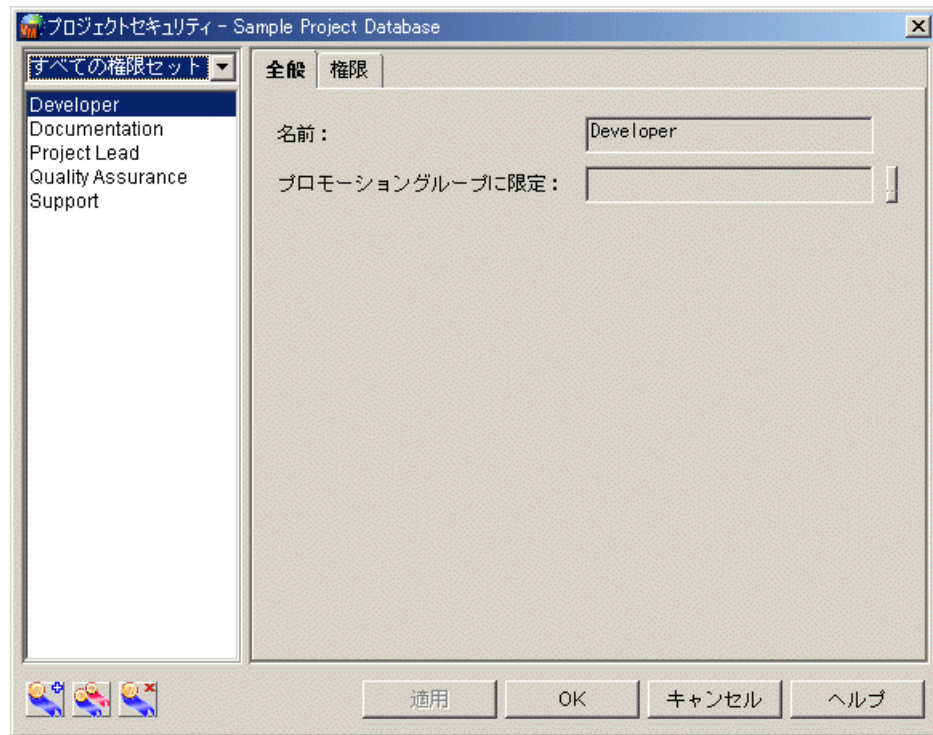 プロジェクトセキュリティ - Sample Project Database
すべての権限セット
Developer
Documentation
Project Lead
Quality Assurance
Support
全般 権限
名前： Developer
プロモーショングループに限定：
適用 OK キャンセル ヘルプ